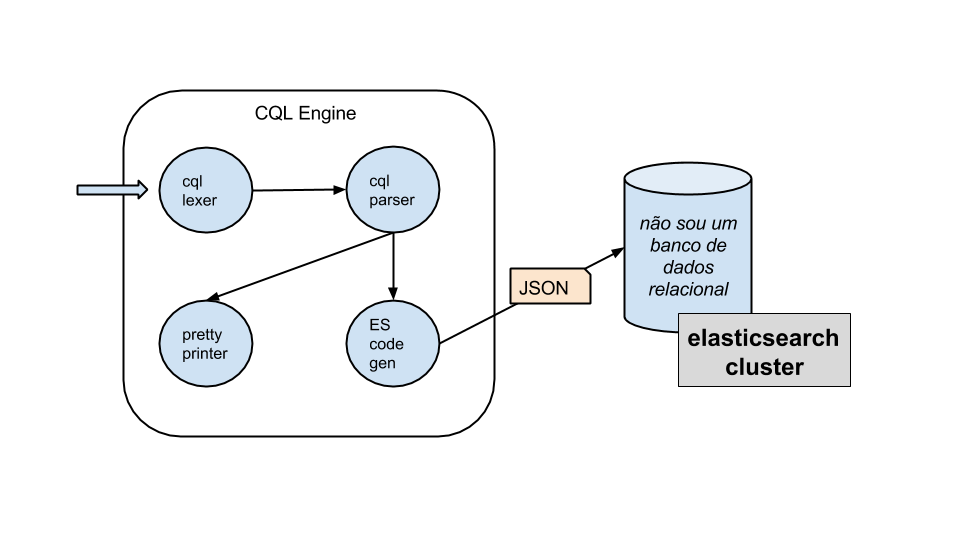 CQL Engine
cql
lexer
cql
parser
pretty
printer
ES
code
gen
JSON
não sou um
banco de
dados
relacional
elasticsearch
cluster